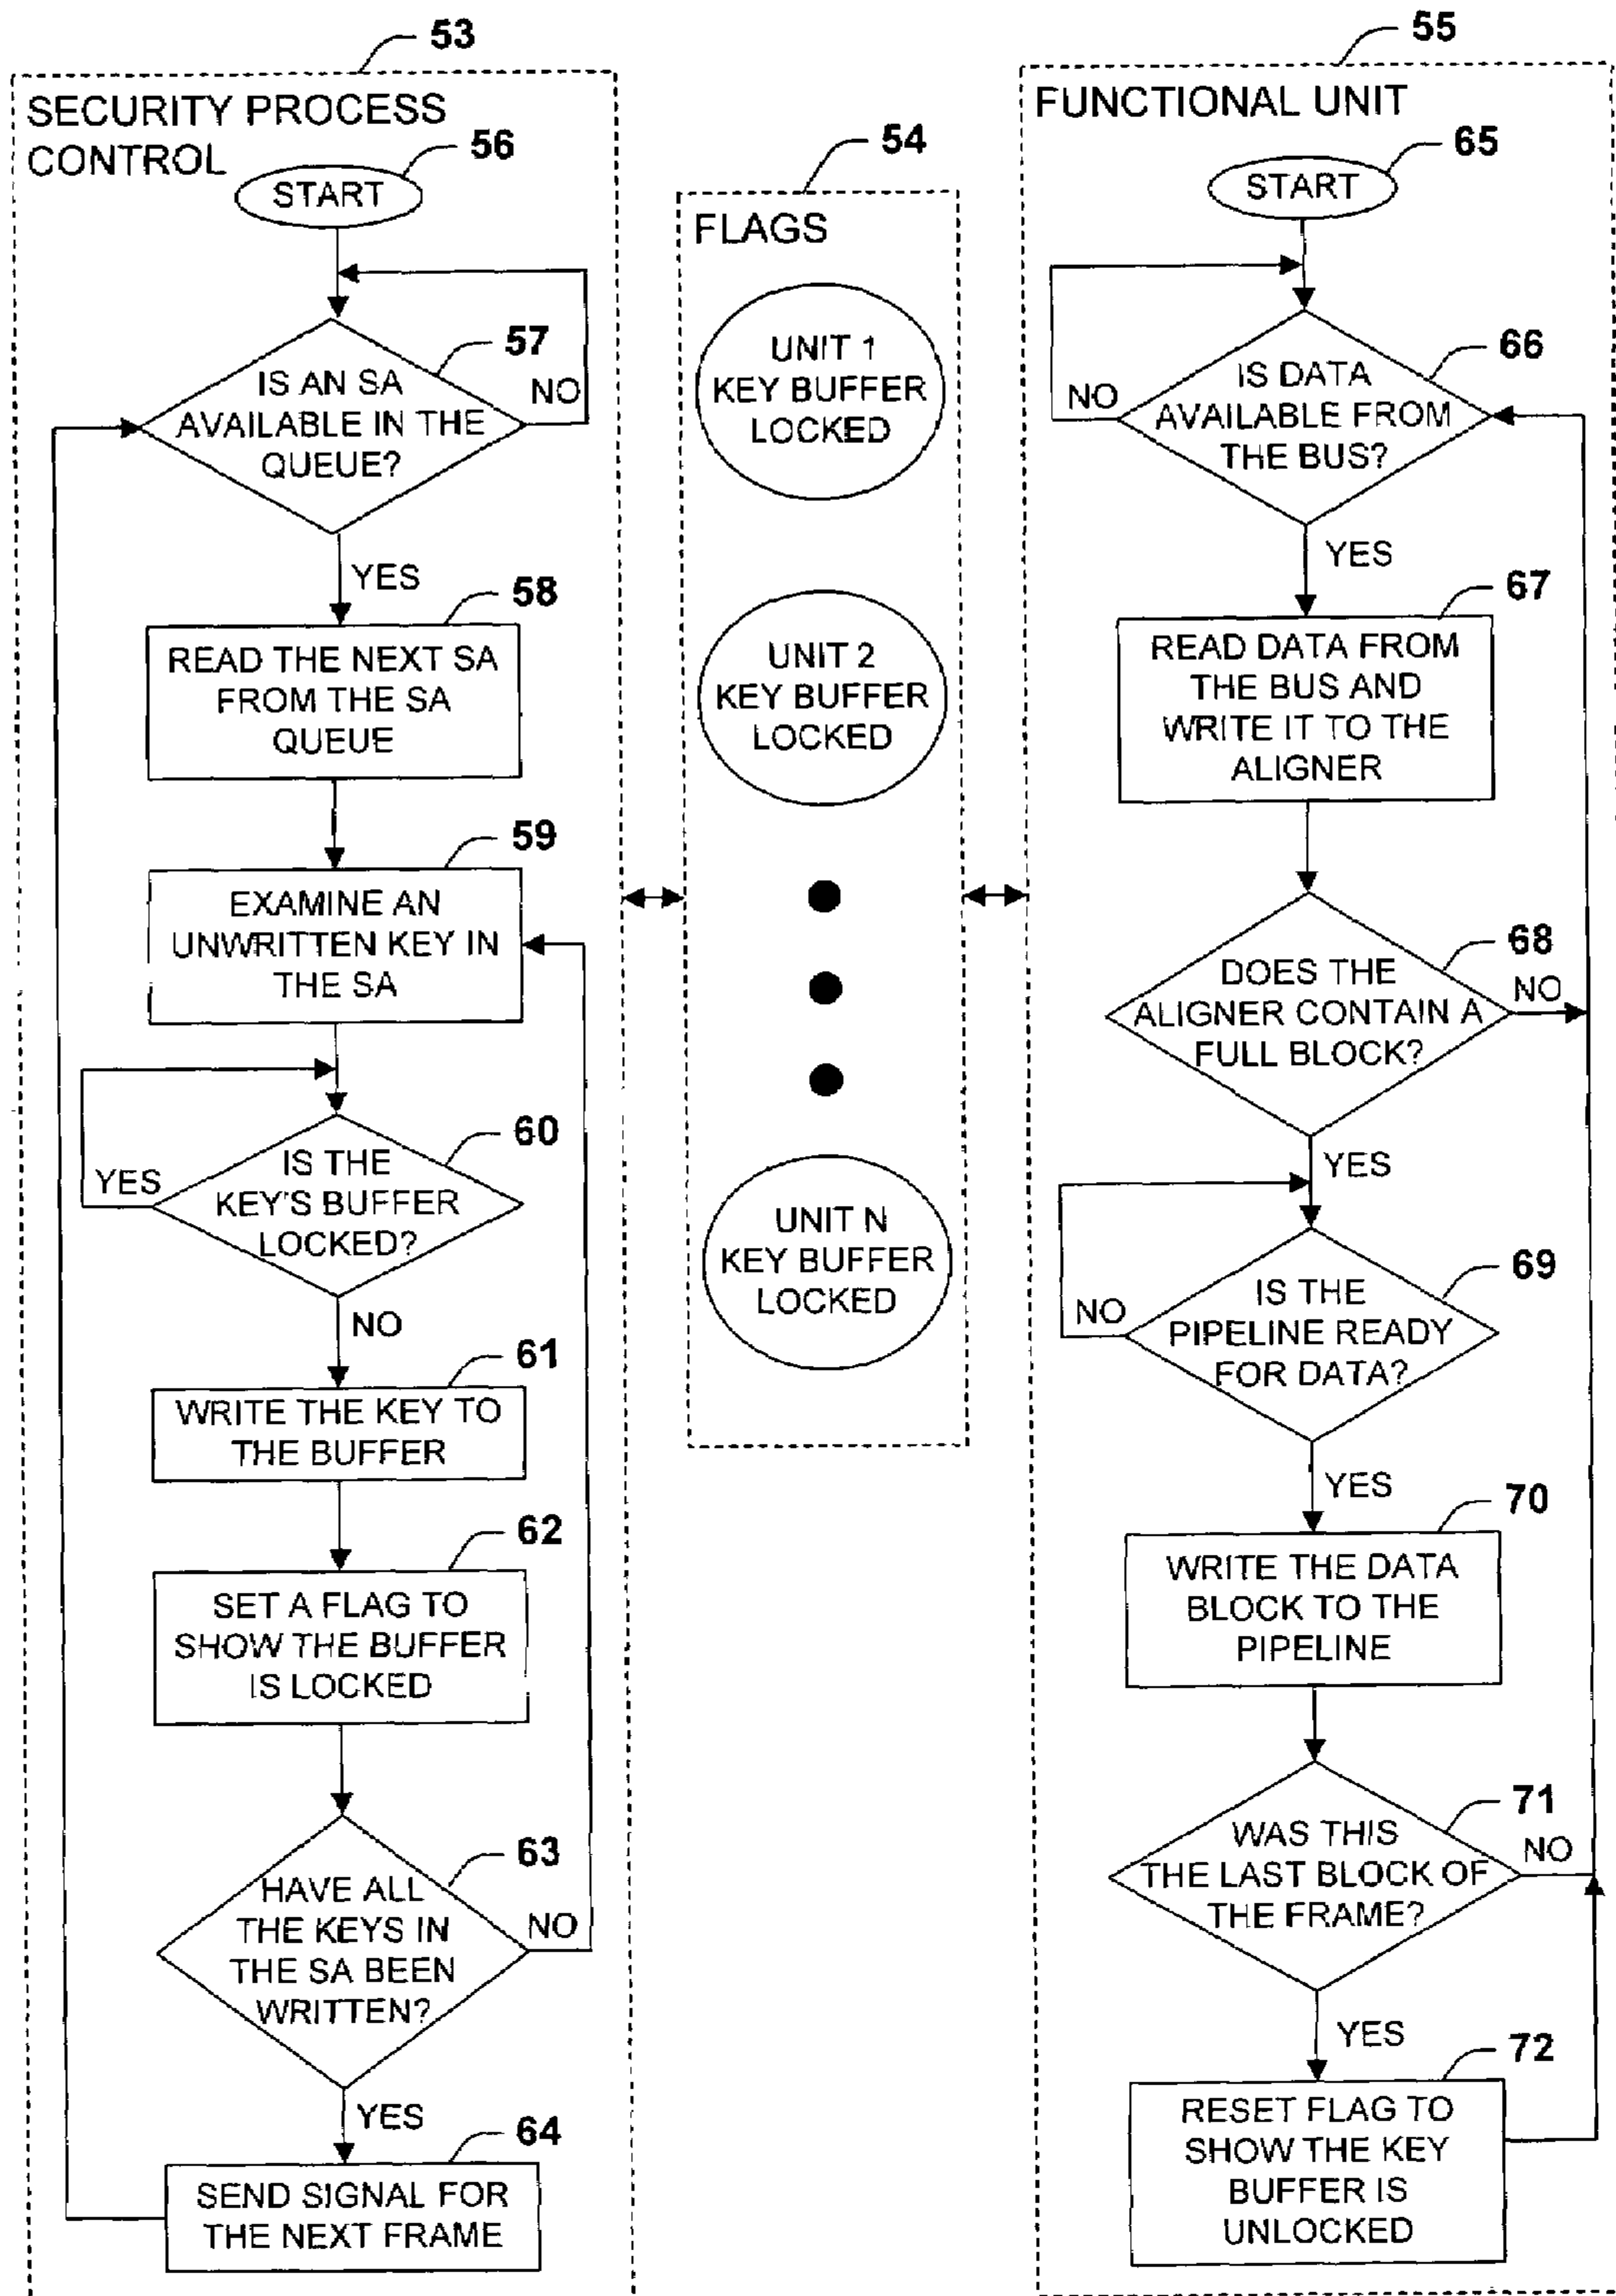 53
SECURITY PROCESS
CONTROL
56
START
57
IS AN SA
AVAILABLE IN THE
QUEUE?
NO
YES
58
READ THE NEXT SA
FROM THE SA
QUEUE
59
EXAMINE AN
UNWRITTEN KEY IN
THE SA
60
IS THE
KEY'S BUFFER
LOCKED?
YES
NO
61
WRITE THE KEY TO
THE BUFFER
62
SET A FLAG TO
SHOW THE BUFFER
IS LOCKED
63
HAVE ALL
THE KEYS IN
THE SA BEEN
WRITTEN?
NO
YES
64
SEND SIGNAL FOR
THE NEXT FRAME
54
FLAGS
UNIT 1
KEY BUFFER
LOCKED
UNIT 2
KEY BUFFER
LOCKED
UNIT N
KEY BUFFER
LOCKED
55
FUNCTIONAL UNIT
65
START
66
IS DATA
AVAILABLE FROM
THE BUS?
NO
YES
67
READ DATA FROM
THE BUS AND
WRITE IT TO THE
ALIGNER
68
DOES THE
ALIGNER CONTAIN A
FULL BLOCK?
NO
YES
69
IS THE
PIPELINE READY
FOR DATA?
NO
YES
70
WRITE THE DATA
BLOCK TO THE
PIPELINE
71
WAS THIS
THE LAST BLOCK OF
THE FRAME?
NO
YES
72
RESET FLAG TO
SHOW THE KEY
BUFFER IS
UNLOCKED